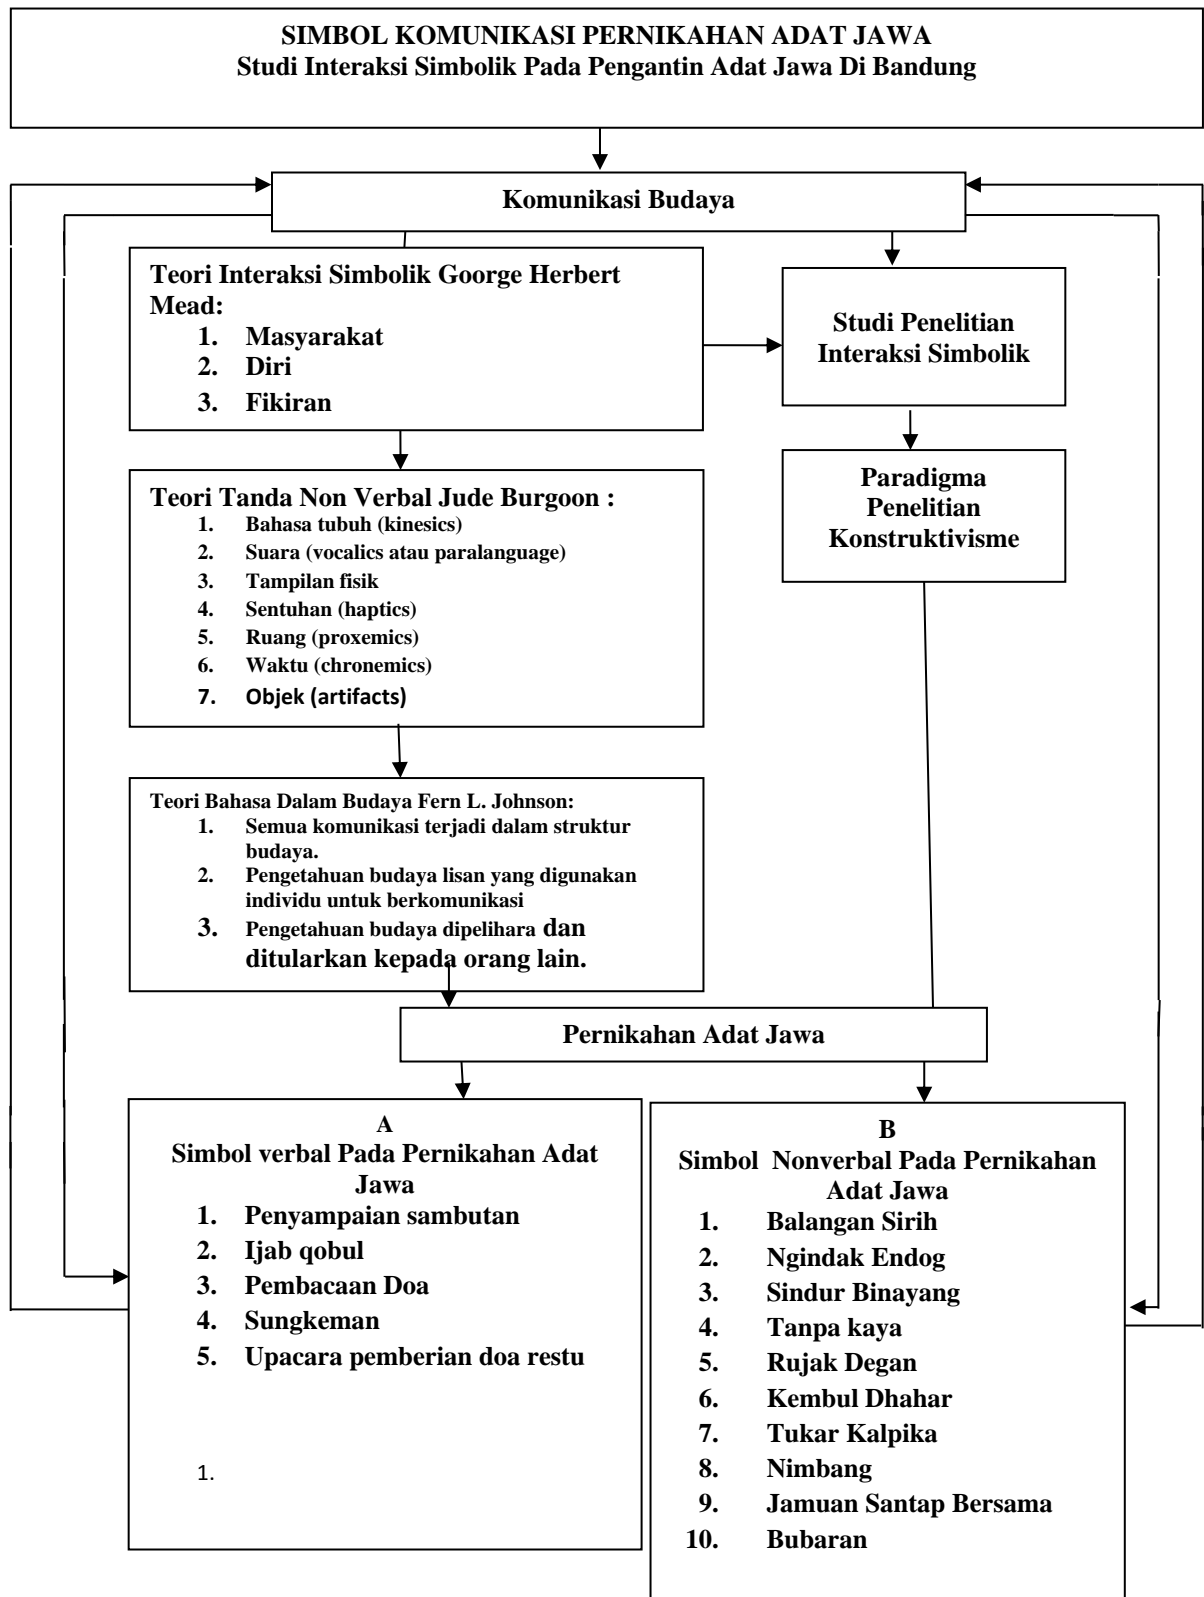 SIMBOL KOMUNIKASI PERNIKAHAN ADAT JAWA
Studi Interaksi Simbolik Pada Pengantin Adat Jawa Di Bandung
Komunikasi Budaya
Teori Interaksi Simbolik Goorge Herbert
Mead:
1. Masyarakat
2. Diri
3. Fikiran
Studi Penelitian
Interaksi Simbolik
Teori Tanda Non Verbal Jude Burgoon :
1. Bahasa tubuh (kinesics)
2. Suara (vocalics atau paralanguage)
3. Tampilan fisik
4. Sentuhan (haptics)
5. Ruang (proxemics)
6. Waktu (chronemics)
7. Objek (artifacts)
Paradigma
Penelitian
Konstruktivisme
Teori Bahasa Dalam Budaya Fern L. Johnson:
1. Semua komunikasi terjadi dalam struktur
budaya.
2. Pengetahuan budaya lisan yang digunakan
individu untuk berkomunikasi
3. Pengetahuan budaya dipelihara dan
ditularkan kepada orang lain.
Pernikahan Adat Jawa
A
Simbol verbal Pada Pernikahan Adat
Jawa
1. Penyampaian sambutan
2. Ijab qobul
3. Pembacaan Doa
4. Sungkeman
5. Upacara pemberian doa restu
1.
B
Simbol Nonverbal Pada Pernikahan
Adat Jawa
1. Balangan Sirih
2. Ngindak Endog
3. Sindur Binayang
4. Tanpa kaya
5. Rujak Degan
6. Kembul Dhahar
7. Tukar Kalpika
8. Nimbang
9. Jamuan Santap Bersama
10. Bubaran